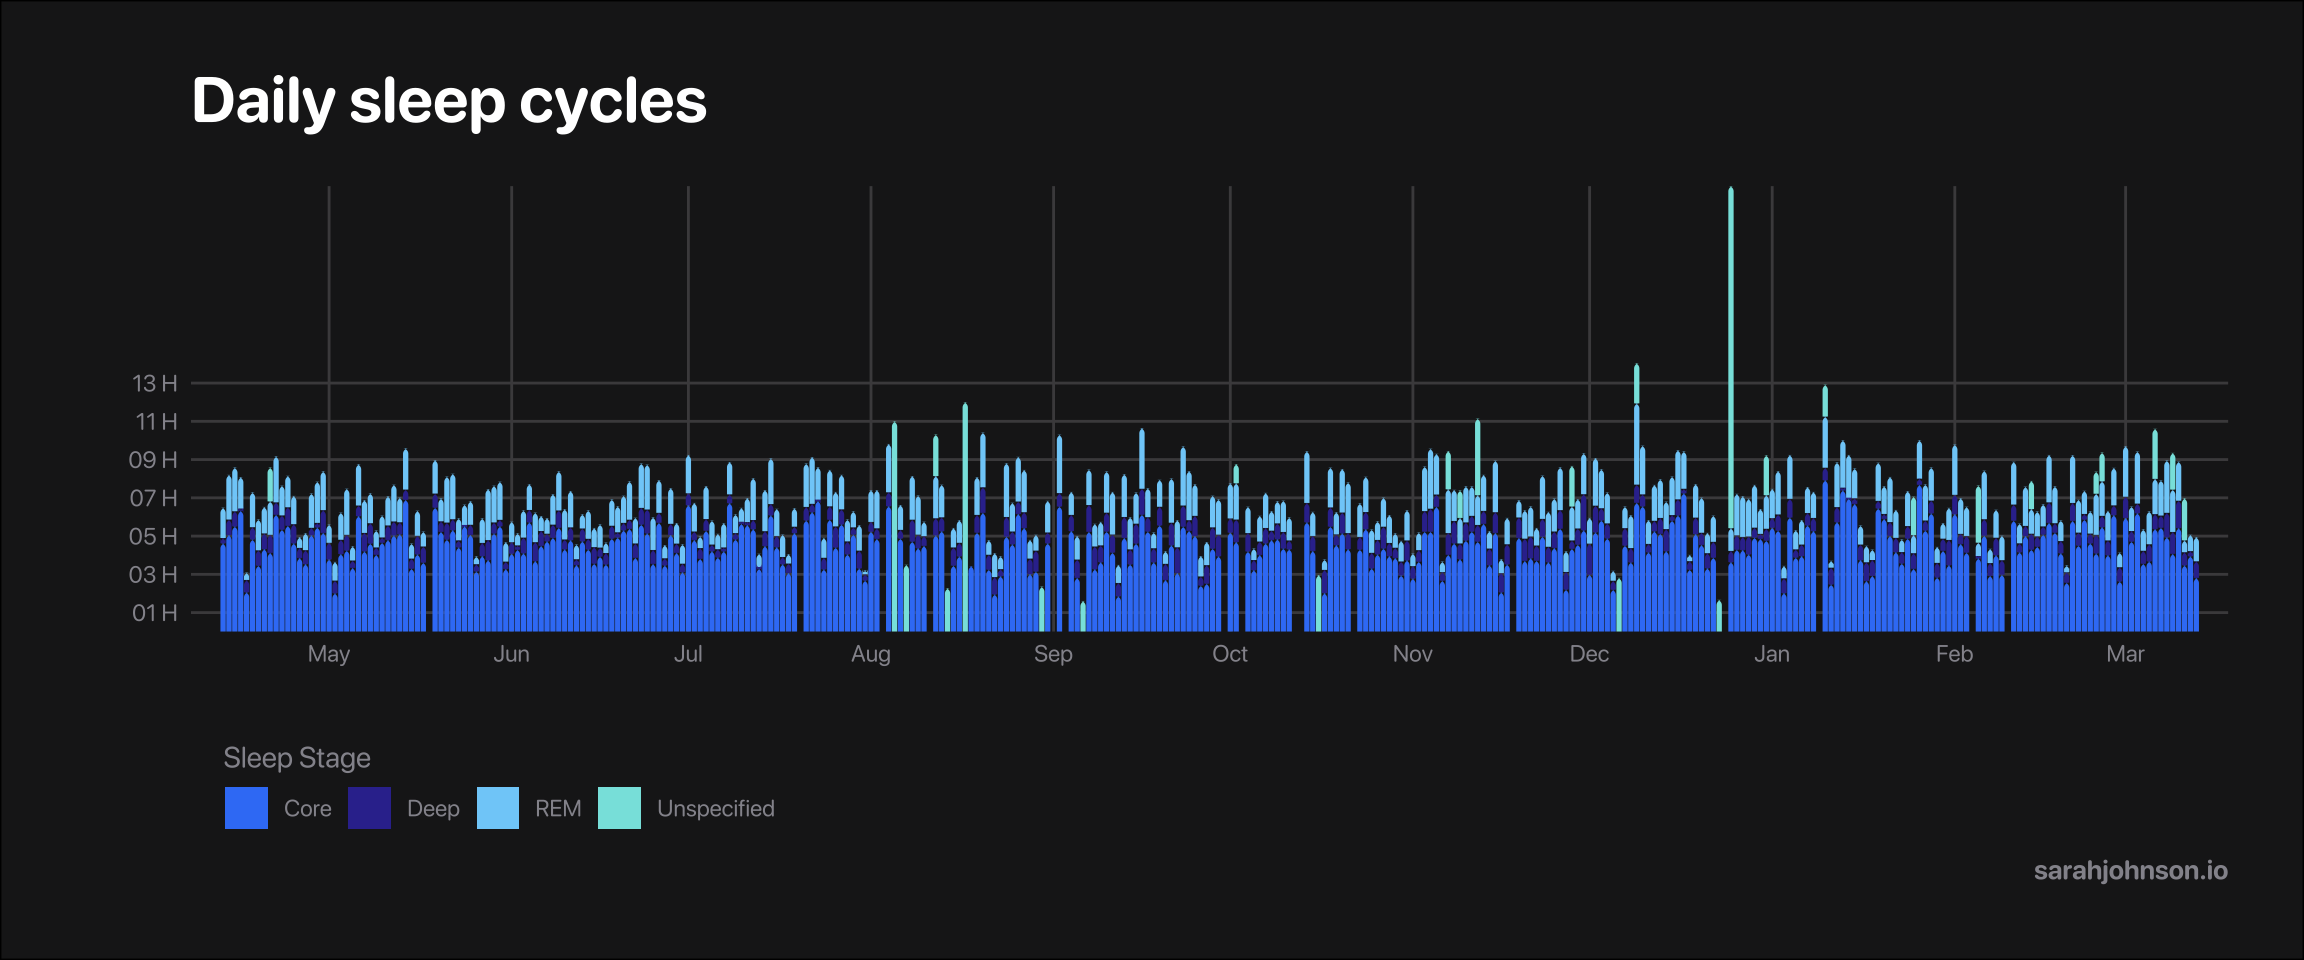 Daily sleep cycles
13 H
11 H
09 H
07 H
05 H
03 H
01 H
May Jun Jul Aug Sep Oct Nov Dec Jan Feb Mar
Sleep Stage
Core Deep REM Unspecified
sarahjohnson.io